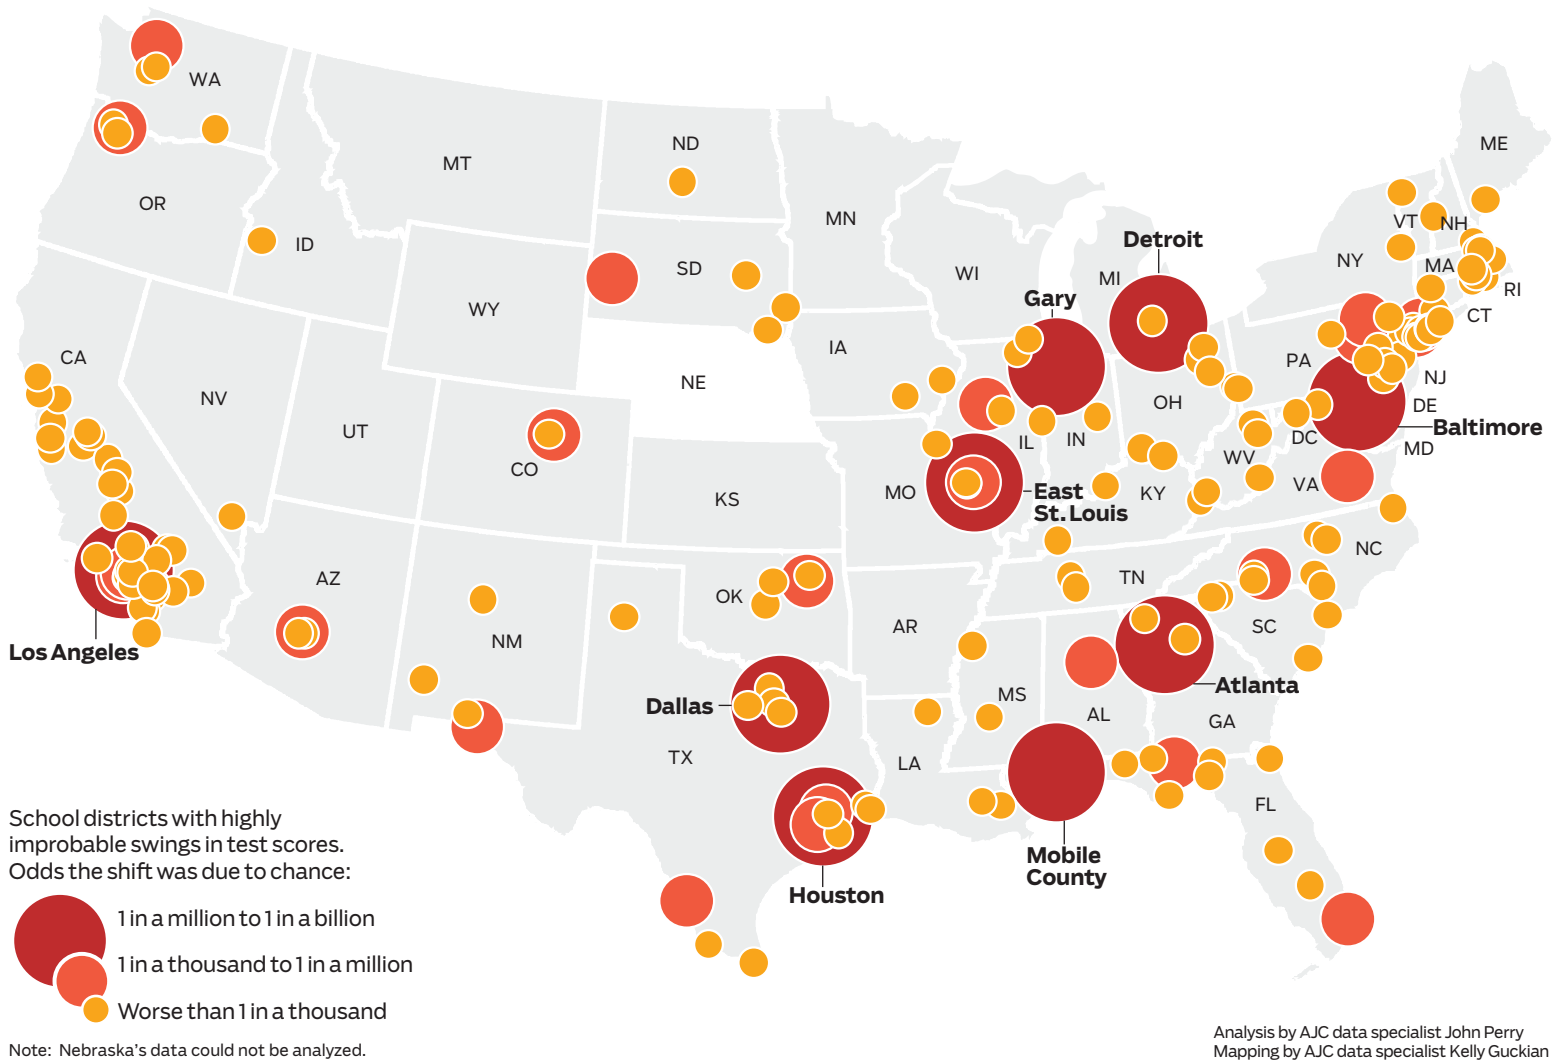 WA
ME
ND
MT
OR
VT
NH
MN
Detroit
ID
NY
MA
SD
WI
MI
RI
Gary
WY
CT
IA
CA
PA
NE
NJ
NV
OH
DE
UT
Baltimore
IL
IN
DC
MD
CO
WV
MO
East
St. Louis
KY
VA
KS
NC
AZ
TN
OK
AR
SC
NM
Los Angeles
Atlanta
MS
Dallas
AL
GA
TX
LA
FL
Mobile
County
Houston
School districts with highly
improbable swings in test scores.
Odds the shift was due to chance:
1 in a million to 1 in a billion
1 in a thousand to 1 in a million
Worse than 1 in a thousand
Note: Nebraska's data could not be analyzed.
Analysis by AJC data specialist John Perry
Mapping by AJC data specialist Kelly Guckian